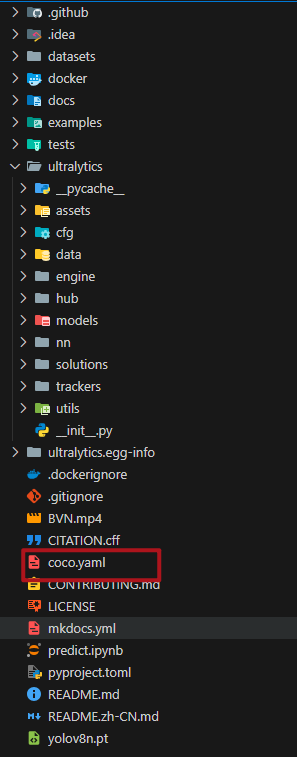 .github
.idea
datasets
docker
docs
examples
tests
ultralytics
__pycache__
assets
cfg
data
engine
hub
models
nn
solutions
trackers
utils
__init__.py
ultralytics.egg-info
.dockerignore
.gitignore
BVN.mp4
CITATION.cff
coco.yaml
CONTRIBUTING.md
LICENSE
mkdocs.yml
predict.ipynb
pyproject.toml
README.md
README.zh-CN.md
yolov8n.pt